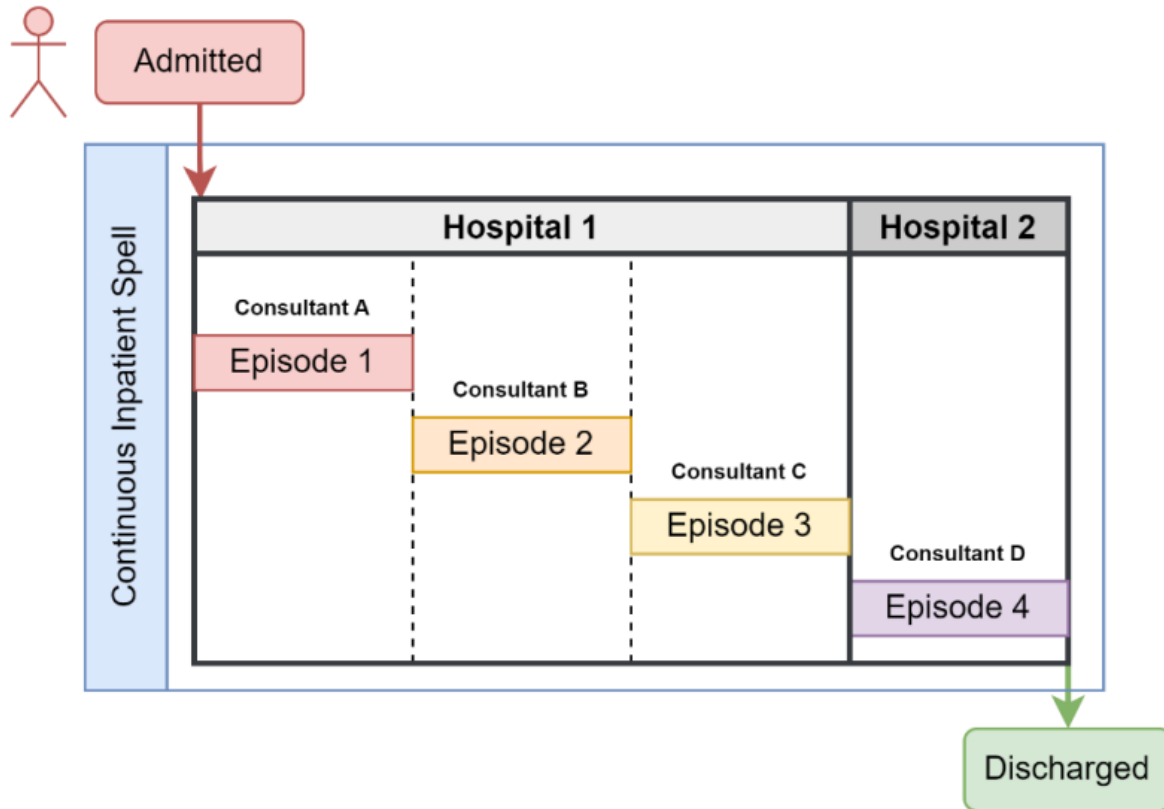 Admitted
Continuous Inpatient Spell
Hospital 1
Hospital 2
Consultant A
Episode 1
Consultant B
Episode 2
Consultant C
Episode 3
Consultant D
Episode 4
Discharged